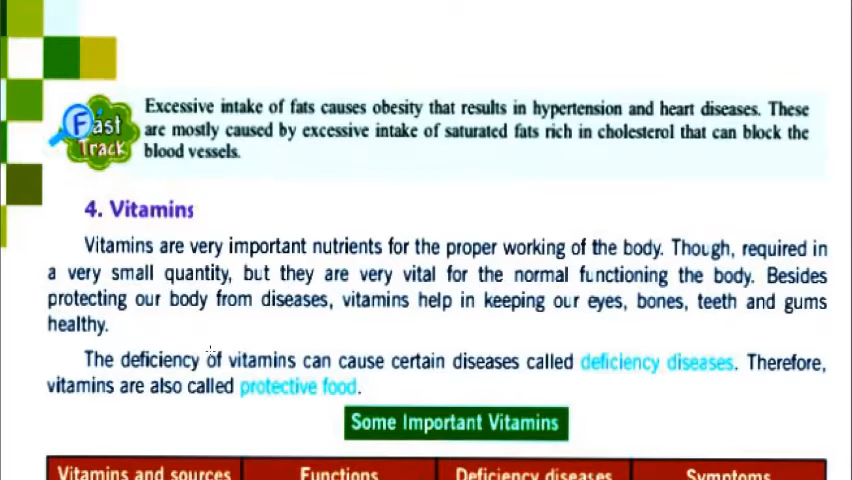 Fast
Track
Excessive intake of fats causes obesity that results in hypertension and heart diseases. These
are mostly caused by excessive intake of saturated fats rich in cholesterol that can block the
blood vessels.
4. Vitamins
Vitamins are very important nutrients for the proper working of the body. Though, required in
a very small quantity, but they are very vital for the normal functioning the body. Besides
protecting our body from diseases, vitamins help in keeping our eyes, bones, teeth and gums
healthy.
The deficiency of vitamins can cause certain diseases called deficiency diseases. Therefore,
vitamins are also called protective food.
Some Important Vitamins
Vitamins and sources Functions Deficiency diseases Symptoms